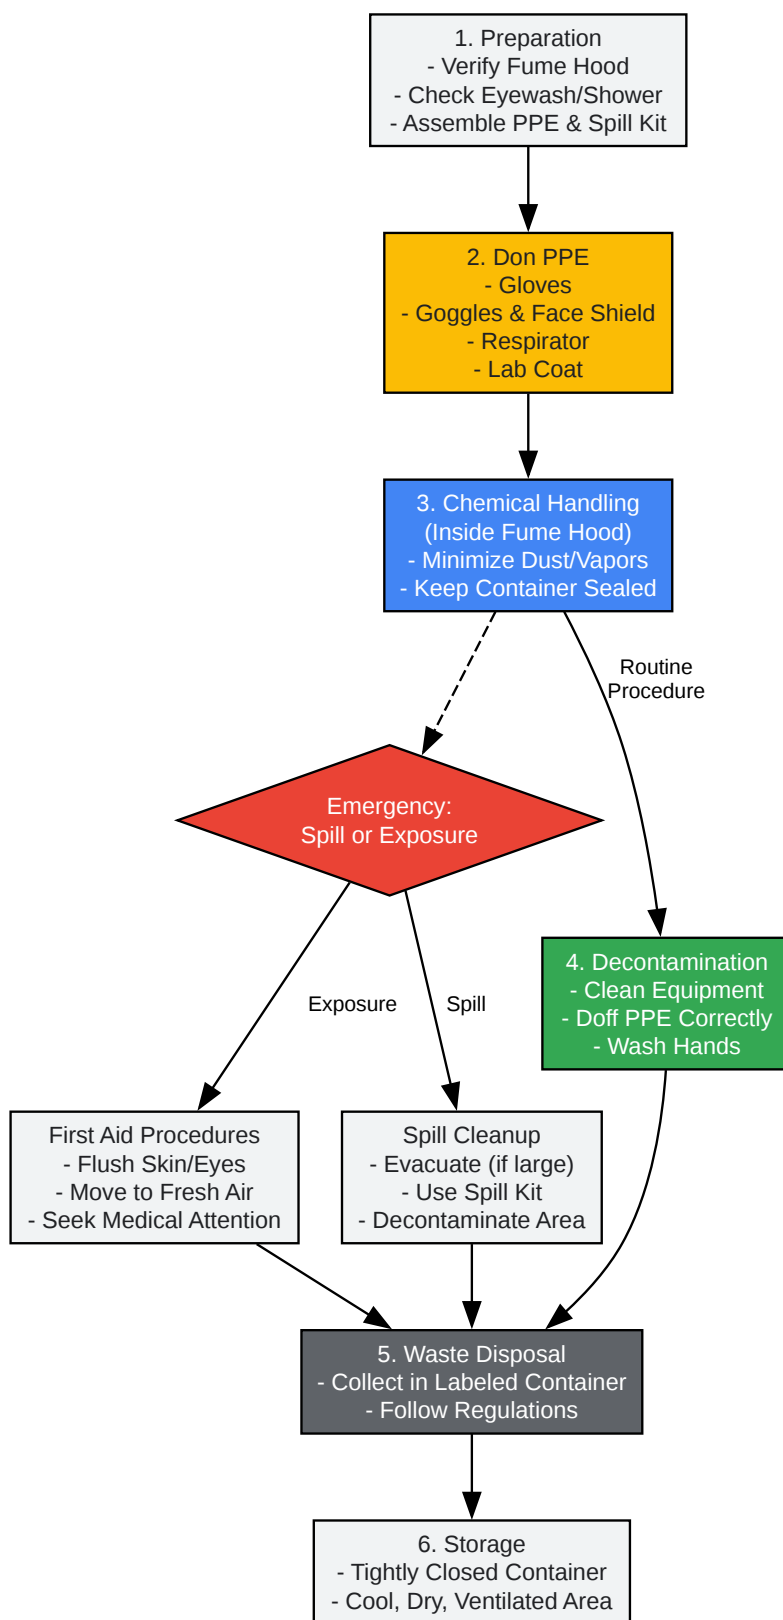 1. Preparation
- Verify Fume Hood
- Check Eyewash/Shower
- Assemble PPE & Spill Kit
2. Don PPE
- Gloves
- Goggles & Face Shield
- Respirator
- Lab Coat
3. Chemical Handling
(Inside Fume Hood)
- Minimize Dust/Vapors
- Keep Container Sealed
Routine
Procedure
Emergency:
Spill or Exposure
4. Decontamination
- Clean Equipment
- Doff PPE Correctly
- Wash Hands
Exposure
Spill
First Aid Procedures
- Flush Skin/Eyes
- Move to Fresh Air
- Seek Medical Attention
Spill Cleanup
- Evacuate (if large)
- Use Spill Kit
- Decontaminate Area
5. Waste Disposal
- Collect in Labeled Container
- Follow Regulations
6. Storage
- Tightly Closed Container
- Cool, Dry, Ventilated Area